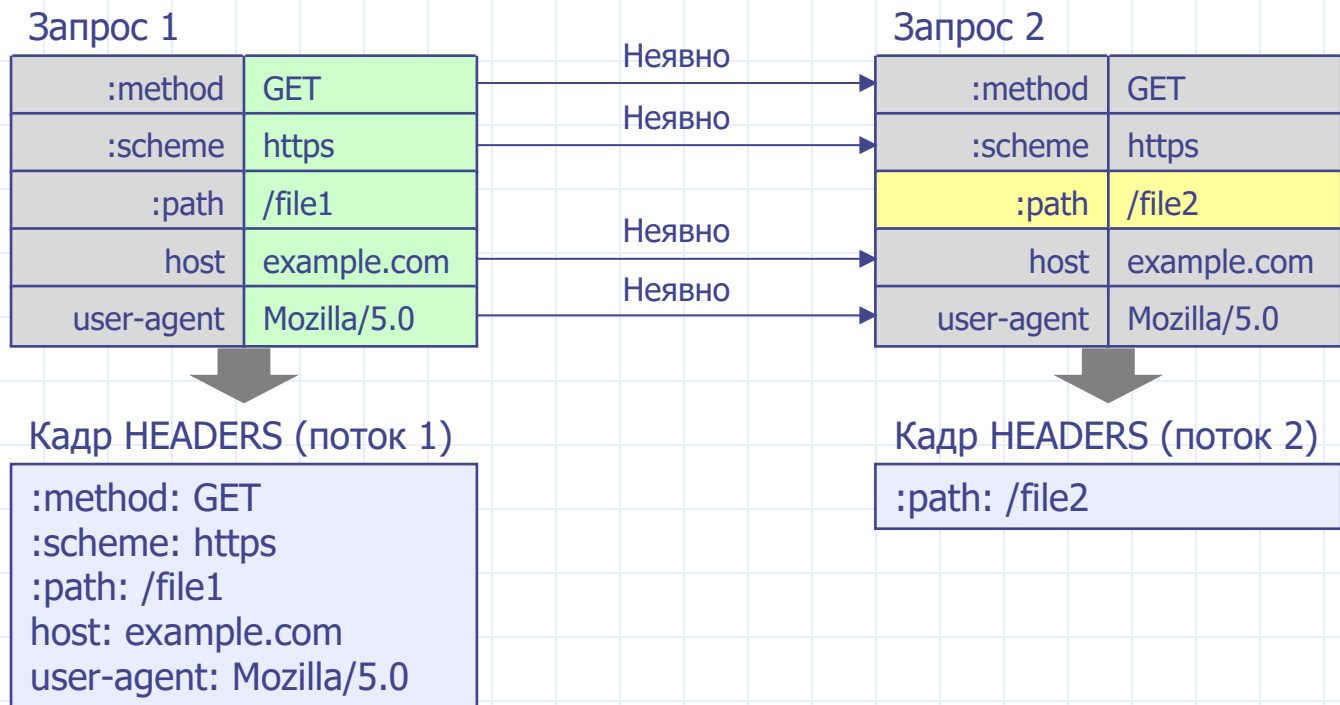 Запрос 1
:method GET
:scheme https
:path /file1
host example.com
user-agent Mozilla/5.0
Неявно
Неявно
Неявно
Неявно
Запрос 2
:method GET
:scheme https
:path /file2
host example.com
user-agent Mozilla/5.0
Кадр HEADERS (поток 1)
:method: GET
:scheme: https
:path: /file1
host: example.com
user-agent: Mozilla/5.0
Кадр HEADERS (поток 2)
:path: /file2